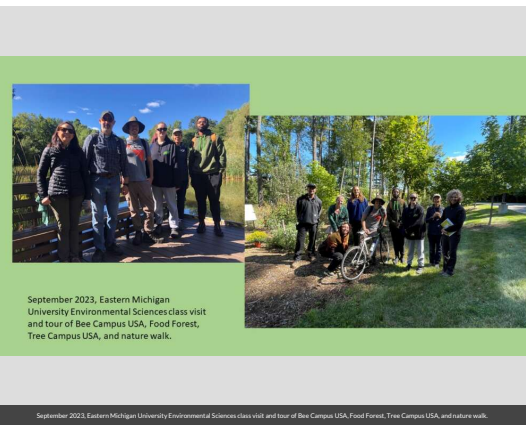 September 2023, Eastern Michigan
University Environmental Sciences class visit
and tour of Bee Campus USA, Food Forest,
Tree Campus USA, and nature walk.
September 2023, Eastern Michigan University Environmental Sciences class visit and tour of Bee Campus USA, Food Forest, Tree Campus USA, and nature walk.